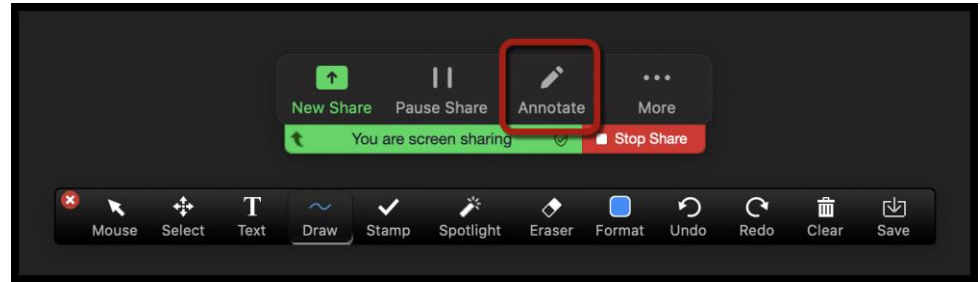 New Share Pause Share Annotate More
You are screen sharing Stop Share
Mouse Select Text Draw Stamp Spotlight Eraser Format Undo Redo Clear Save